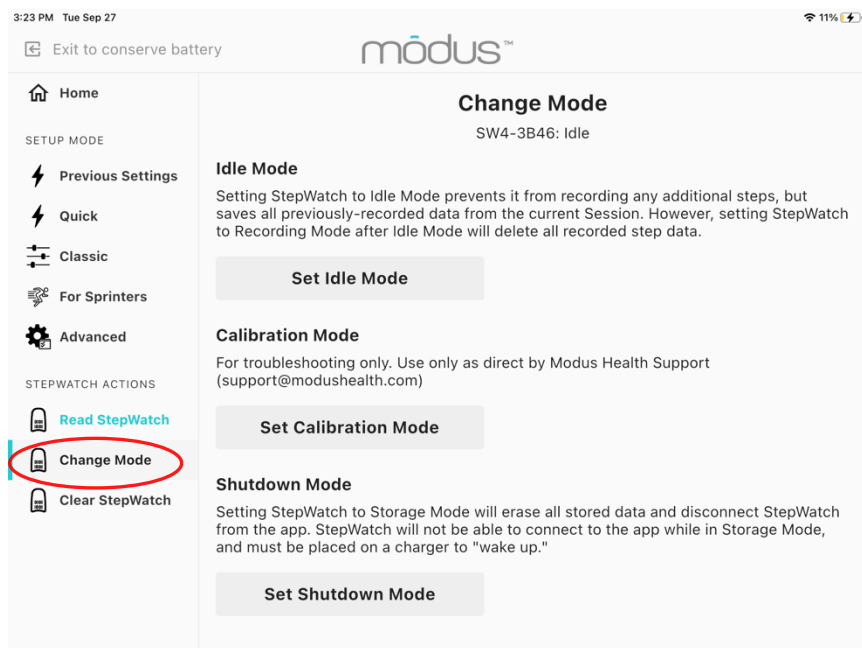 3:23 PM Tue Sep 27
11%
Exit to conserve battery
mōdus™
Home
SETUP MODE
Previous Settings
Quick
Classic
For Sprinters
Advanced
STEPWATCH ACTIONS
Read StepWatch
Change Mode
Clear StepWatch
Change Mode
SW4-3B46: Idle
Idle Mode
Setting StepWatch to Idle Mode prevents it from recording any additional steps, but
saves all previously-recorded data from the current Session. However, setting StepWatch
to Recording Mode after Idle Mode will delete all recorded step data.
Set Idle Mode
Calibration Mode
For troubleshooting only. Use only as direct by Modus Health Support
(support@modushealth.com)
Set Calibration Mode
Shutdown Mode
Setting StepWatch to Storage Mode will erase all stored data and disconnect StepWatch
from the app. StepWatch will not be able to connect to the app while in Storage Mode,
and must be placed on a charger to "wake up."
Set Shutdown Mode